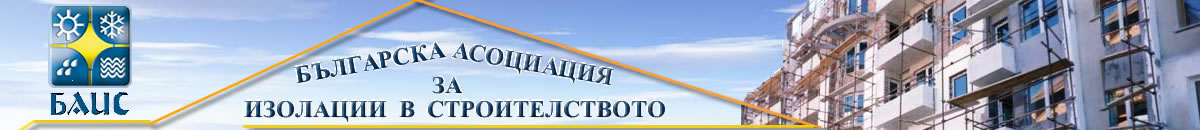 БАИС
БЪЛГАРСКА АСОЦИАЦИЯ
ЗА
ИЗОЛАЦИИ В СТРОИТЕЛСТВОТО